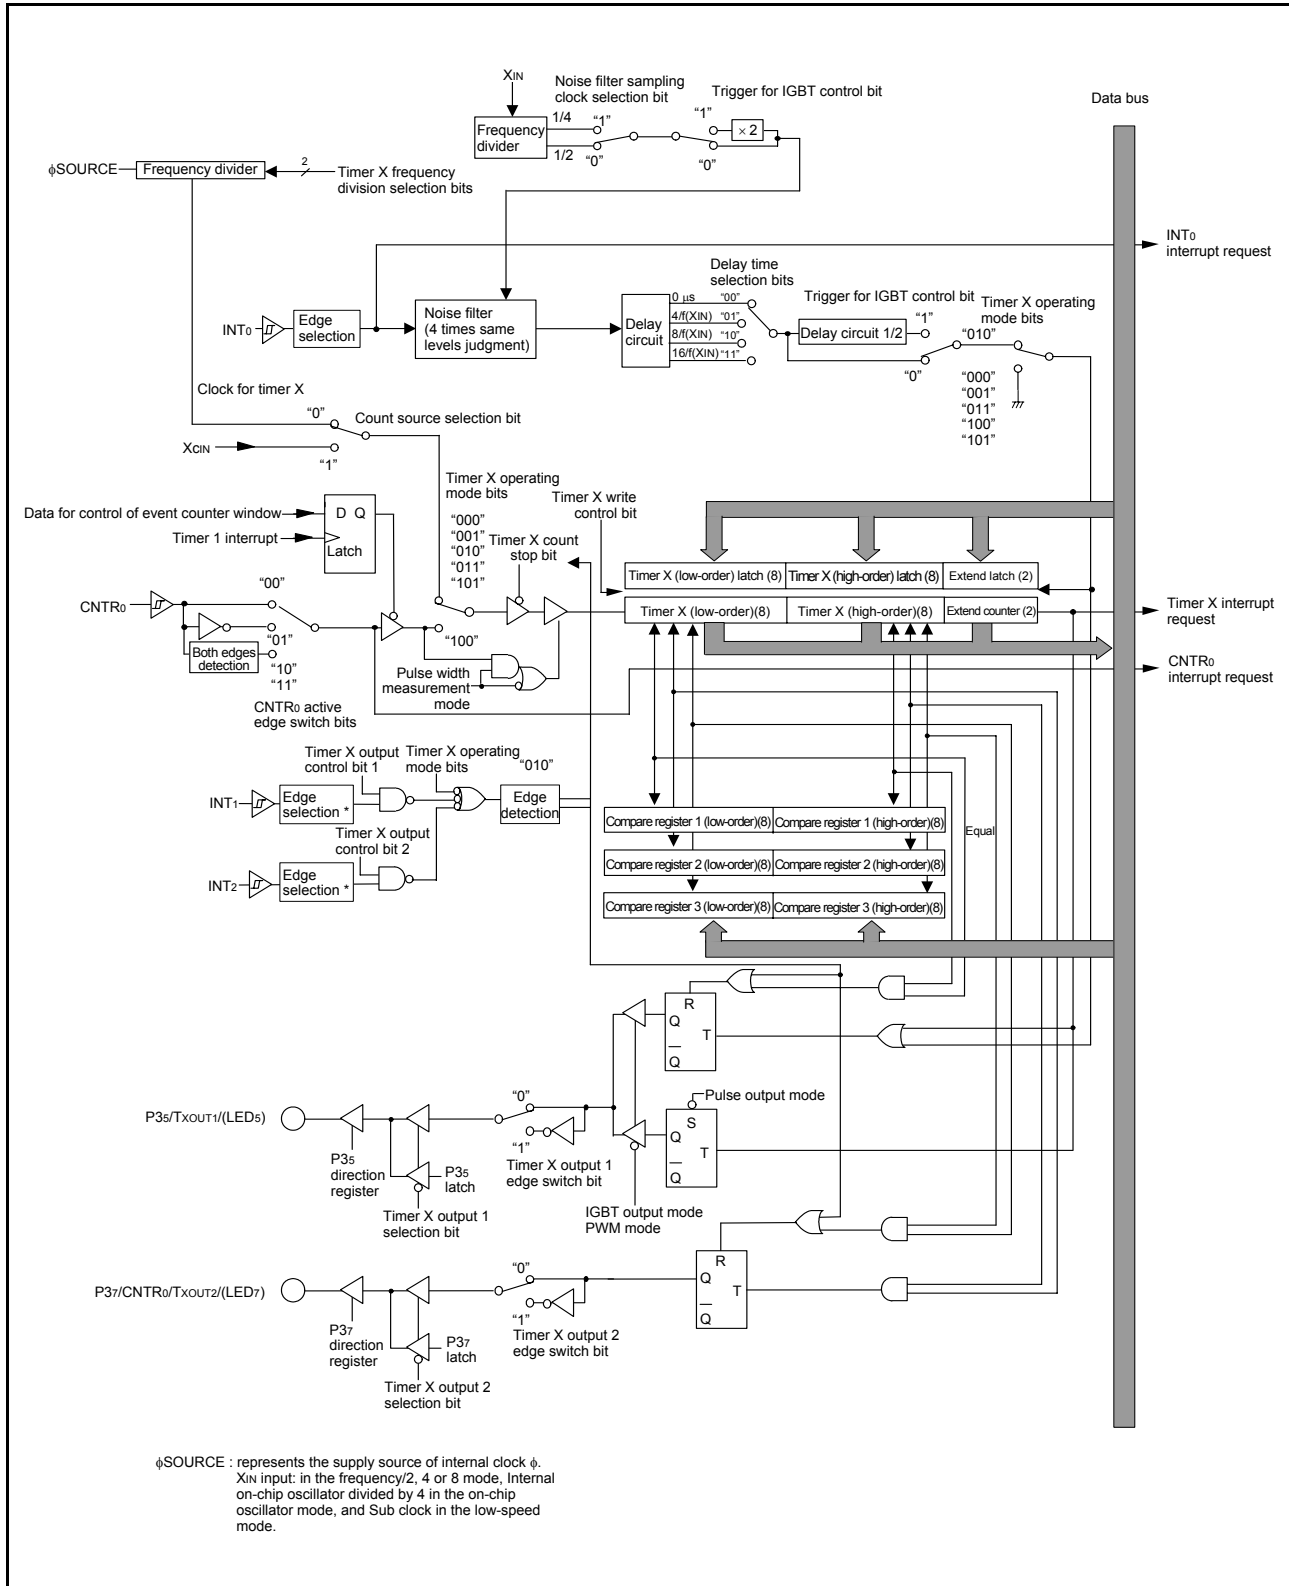 XIN
Noise filter sampling
clock selection bit
Trigger for IGBT control bit
Data bus
1/4
"1"
"1"
× 2
Frequency
divider
1/2
"0"
"0"
ϕSOURCE
Frequency divider
2
Timer X frequency
division selection bits
INT0
interrupt request
Delay time
selection bits
Trigger for IGBT control bit
Timer X operating
mode bits
INT0
Edge
selection
Noise filter
(4 times same
levels judgment)
Delay
circuit
0 μs "00"
4/f(XIN) "01"
8/f(XIN) "10"
16/f(XIN) "11"
Delay circuit 1/2
"1"
"0"
"010"
"000"
"001"
"011"
"100"
"101"
Clock for timer X
"0"
Count source selection bit
XCIN
"1"
Timer X operating
mode bits
"000"
"001"
"010"
"011"
"101"
Timer X write
control bit
Timer X count
stop bit
Data for control of event counter window
D Q
Timer 1 interrupt
Latch
Timer X (low-order) latch (8)
Timer X (high-order) latch (8)
Extend latch (2)
Timer X (low-order)(8)
Timer X (high-order)(8)
Extend counter (2)
Timer X interrupt
request
CNTR0
"00"
"01"
Both edges
detection
"10"
"11"
"100"
Pulse width
measurement
mode
CNTR0
interrupt request
CNTR0 active
edge switch bits
Timer X output
control bit 1
Timer X operating
mode bits
"010"
INT1
Edge
selection *
Edge
detection
Timer X output
control bit 2
INT2
Edge
selection *
Compare register 1 (low-order)(8)
Compare register 1 (high-order)(8)
Equal
Compare register 2 (low-order)(8)
Compare register 2 (high-order)(8)
Compare register 3 (low-order)(8)
Compare register 3 (high-order)(8)
R
Q
T
Q
Pulse output mode
S
Q
T
Q
P35/TXOUT1/(LED5)
"0"
"1"
P35
direction
register
P35
latch
Timer X output 1
edge switch bit
Timer X output 1
selection bit
IGBT output mode
PWM mode
R
Q
T
Q
P37/CNTR0/TXOUT2/(LED7)
"0"
"1"
P37
direction
register
P37
latch
Timer X output 2
edge switch bit
Timer X output 2
selection bit
ϕSOURCE : represents the supply source of internal clock ϕ.
XIN input: in the frequency/2, 4 or 8 mode, Internal
on-chip oscillator divided by 4 in the on-chip
oscillator mode, and Sub clock in the low-speed
mode.